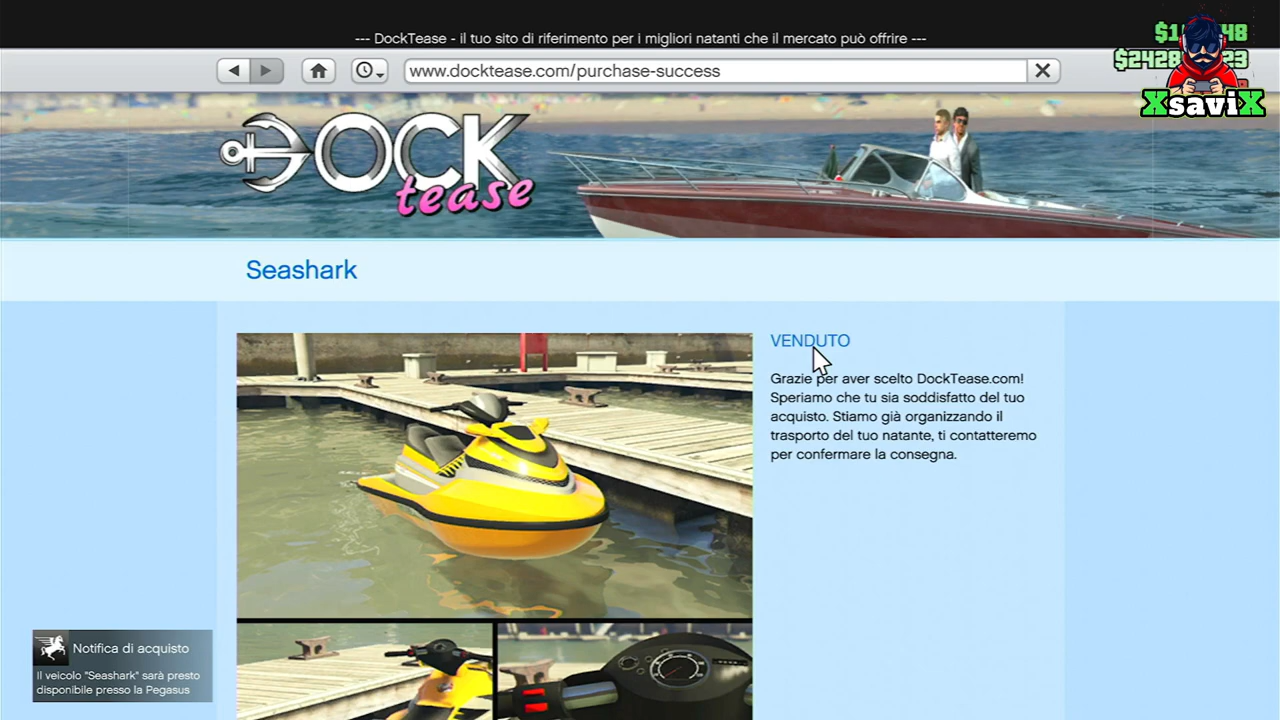 --- DockTease - il tuo sito di riferimento per i migliori natanti che il mercato può offrire ---
www.docktease.com/purchase-success
XsaviX
DOCK
tease
Seashark
VENDUTO
Grazie per aver scelto DockTease.com!
Speriamo che tu sia soddisfatto del tuo
acquisto. Stiamo già organizzando il
trasporto del tuo natante, ti contatteremo
per confermare la consegna.
Notifica di acquisto
Il veicolo "Seashark" sarà presto
disponibile presso la Pegasus